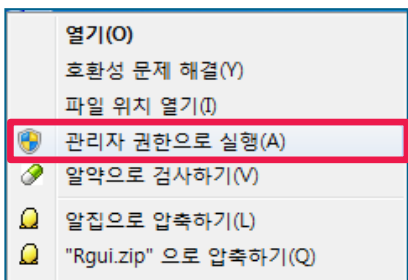 열기(O)
호환성 문제 해결(Y)
파일 위치 열기(I)
관리자 권한으로 실행(A)
알약으로 검사하기(V)
알집으로 압축하기(L)
"Rgui.zip" 으로 압축하기(Q)